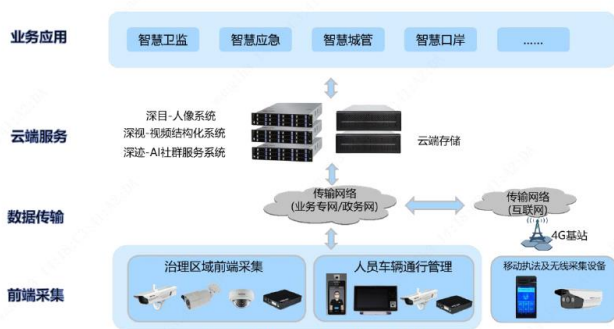 业务应用
智慧卫监
智慧应急
智慧城管
智慧口岸
……
云端服务
深目-人像系统
深视-视频结构化系统
深迹-AI社群服务系统
云端存储
数据传输
传输网络
(业务专网/政务网)
传输网络
(互联网)
4G基站
前端采集
治理区域前端采集
人员车辆通行管理
移动执法及无线采集设备